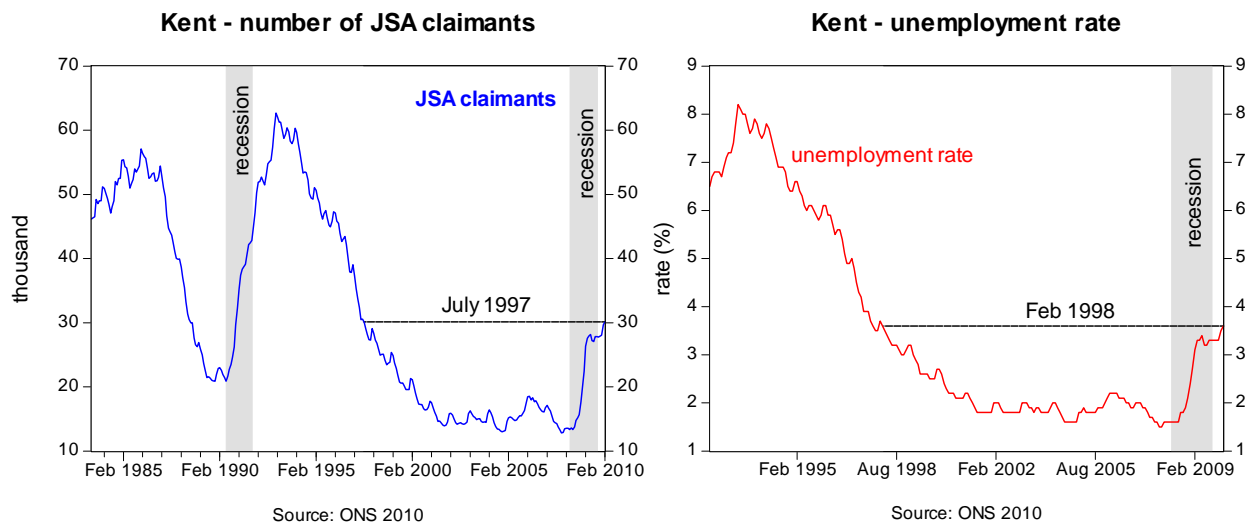 Kent - number of JSA claimants
70
60
50
40
30
20
10
thousand
70
60
50
40
30
20
10
JSA claimants
recession
recession
July 1997
Feb 1985
Feb 1990
Feb 1995
Feb 2000
Feb 2005
Feb 2010
Source: ONS 2010
Kent - unemployment rate
9
8
7
6
5
4
3
2
1
rate (%)
9
8
7
6
5
4
3
2
1
unemployment rate
recession
Feb 1998
Feb 1995
Aug 1998
Feb 2002
Aug 2005
Feb 2009
Source: ONS 2010